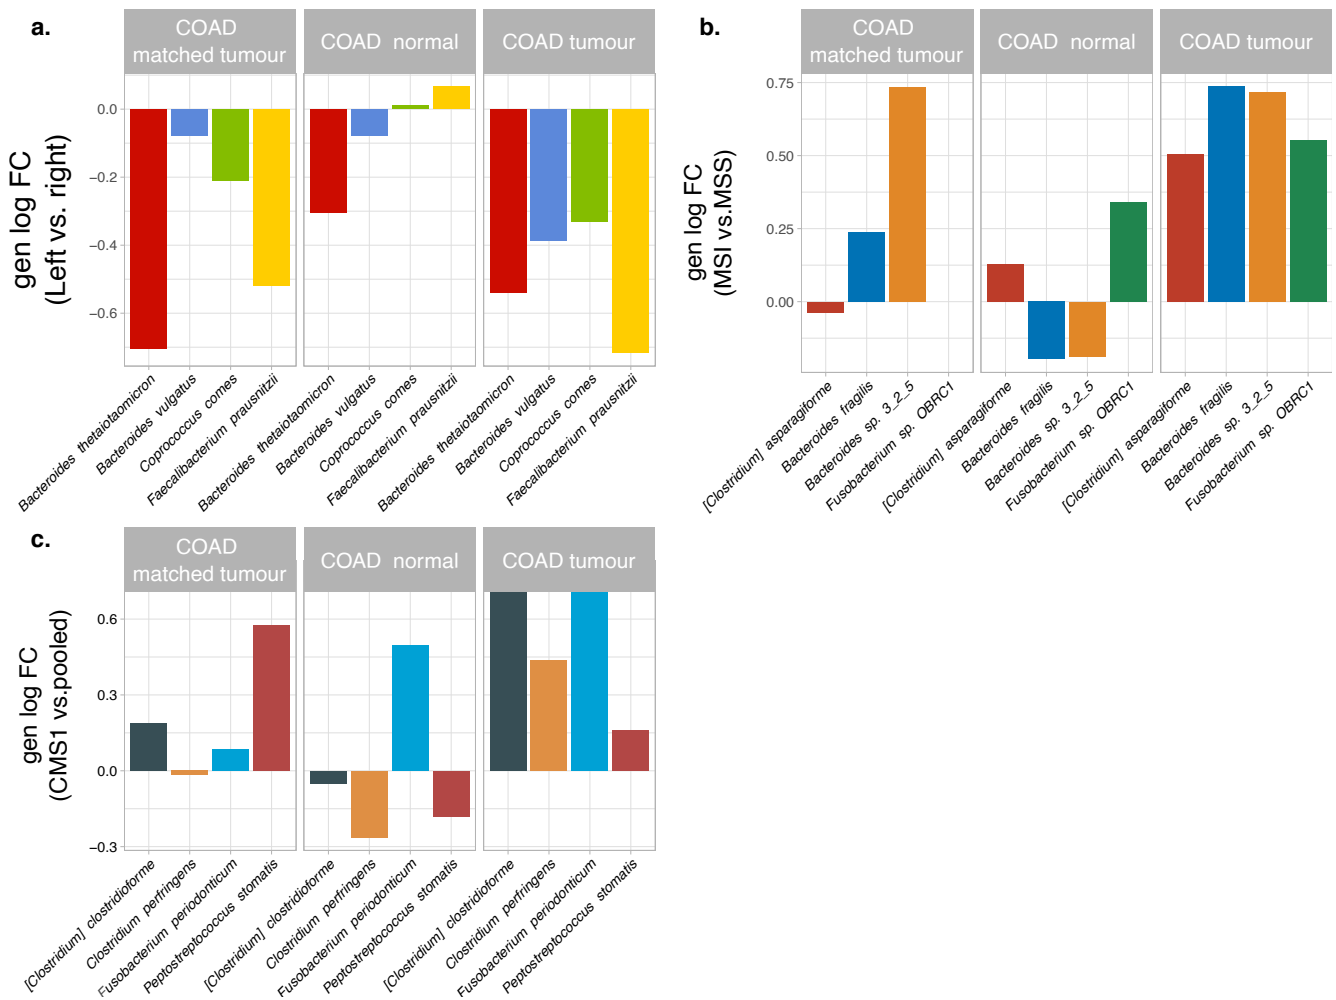 a.
COAD
matched tumour
COAD normal
COAD tumour
gen log FC
(Left vs. right)
0.0
−0.2
−0.4
−0.6
Bacteroides thetaiotaomicron
Bacteroides vulgatus
Coprococcus comes
Faecalibacterium prausnitzii
Bacteroides thetaiotaomicron
Bacteroides vulgatus
Coprococcus comes
Faecalibacterium prausnitzii
Bacteroides thetaiotaomicron
Bacteroides vulgatus
Coprococcus comes
Faecalibacterium prausnitzii
b.
COAD
matched tumour
COAD normal
COAD tumour
gen log FC
(MSI vs.MSS)
0.75
0.50
0.25
0.00
[Clostridium] asparagiforme
Bacteroides fragilis
Bacteroides sp. 3_2_5
Fusobacterium sp. OBRC1
[Clostridium] asparagiforme
Bacteroides fragilis
Bacteroides sp. 3_2_5
Fusobacterium sp. OBRC1
[Clostridium] asparagiforme
Bacteroides fragilis
Bacteroides sp. 3_2_5
Fusobacterium sp. OBRC1
c.
COAD
matched tumour
COAD normal
COAD tumour
gen log FC
(CMS1 vs.pooled)
0.6
0.3
0.0
−0.3
[Clostridium] clostridioforme
Clostridium perfringens
Fusobacterium periodonticum
Peptostreptococcus stomatis
[Clostridium] clostridioforme
Clostridium perfringens
Fusobacterium periodonticum
Peptostreptococcus stomatis
[Clostridium] clostridioforme
Clostridium perfringens
Fusobacterium periodonticum
Peptostreptococcus stomatis